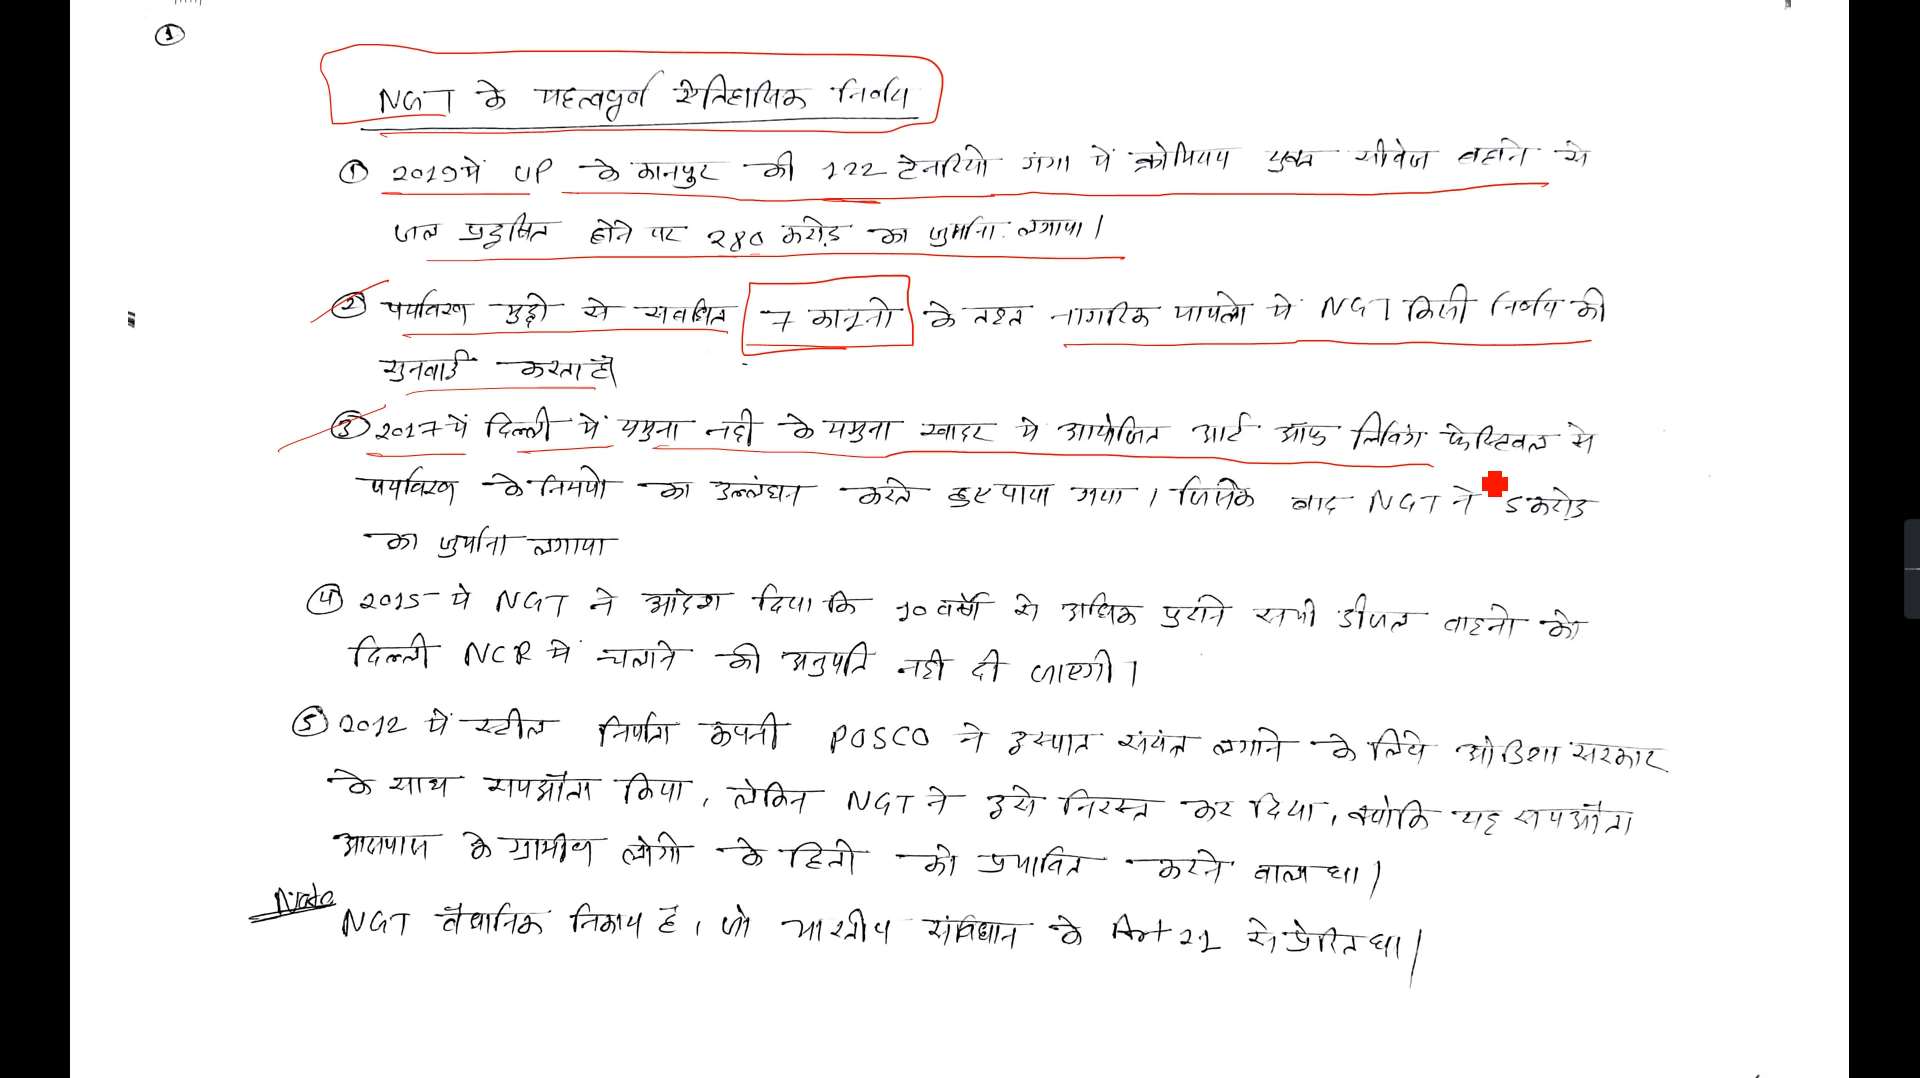 ①
NGT के महत्वपूर्ण ऐतिहासिक निर्णय
① 2019 में UP के कानपुर की 122 टेनरियो गंगा में क्रोमियम युक्त सीवेज बहाने से
जल प्रदूषित होने पर 280 करोड़ का जुर्माना लगाया।
② पर्यावरण मुद्दो से संबंधित 7 कानूनो के तहत नागरिक मामलो मे NGT किसी निर्णय की
सुनवाई करता है।
③ 2017 में दिल्ली में यमुना नदी के यमुना खादर मे आयोजित आर्ट ऑफ लिविंग फेस्टिवल से
पर्यावरण के नियमो का उल्लंघन करते हुए पाया गया। जिसके बाद NGT ने 5 करोड़
का जुर्माना लगाया
④ 2015 मे NGT ने आदेश दिया कि 10 वर्षो से अधिक पुराने सभी डीजल वाहनो को
दिल्ली NCR मे चलाने की अनुमति नही दी जाएगी।
⑤ 2012 में स्टील निर्माता कंपनी POSCO ने इस्पात संयंत्र लगाने के लिये ओडिशा सरकार
के साथ समझौता किया, लेकिन NGT ने इसे निरस्त कर दिया, क्योकि यह समझौता
आसपास के ग्रामीण लोगो के हितो को प्रभावित करने वाला था।
Note
NGT वैधानिक निकाय है, जो भारतीय संविधान के Art 21 से प्रेरित था।